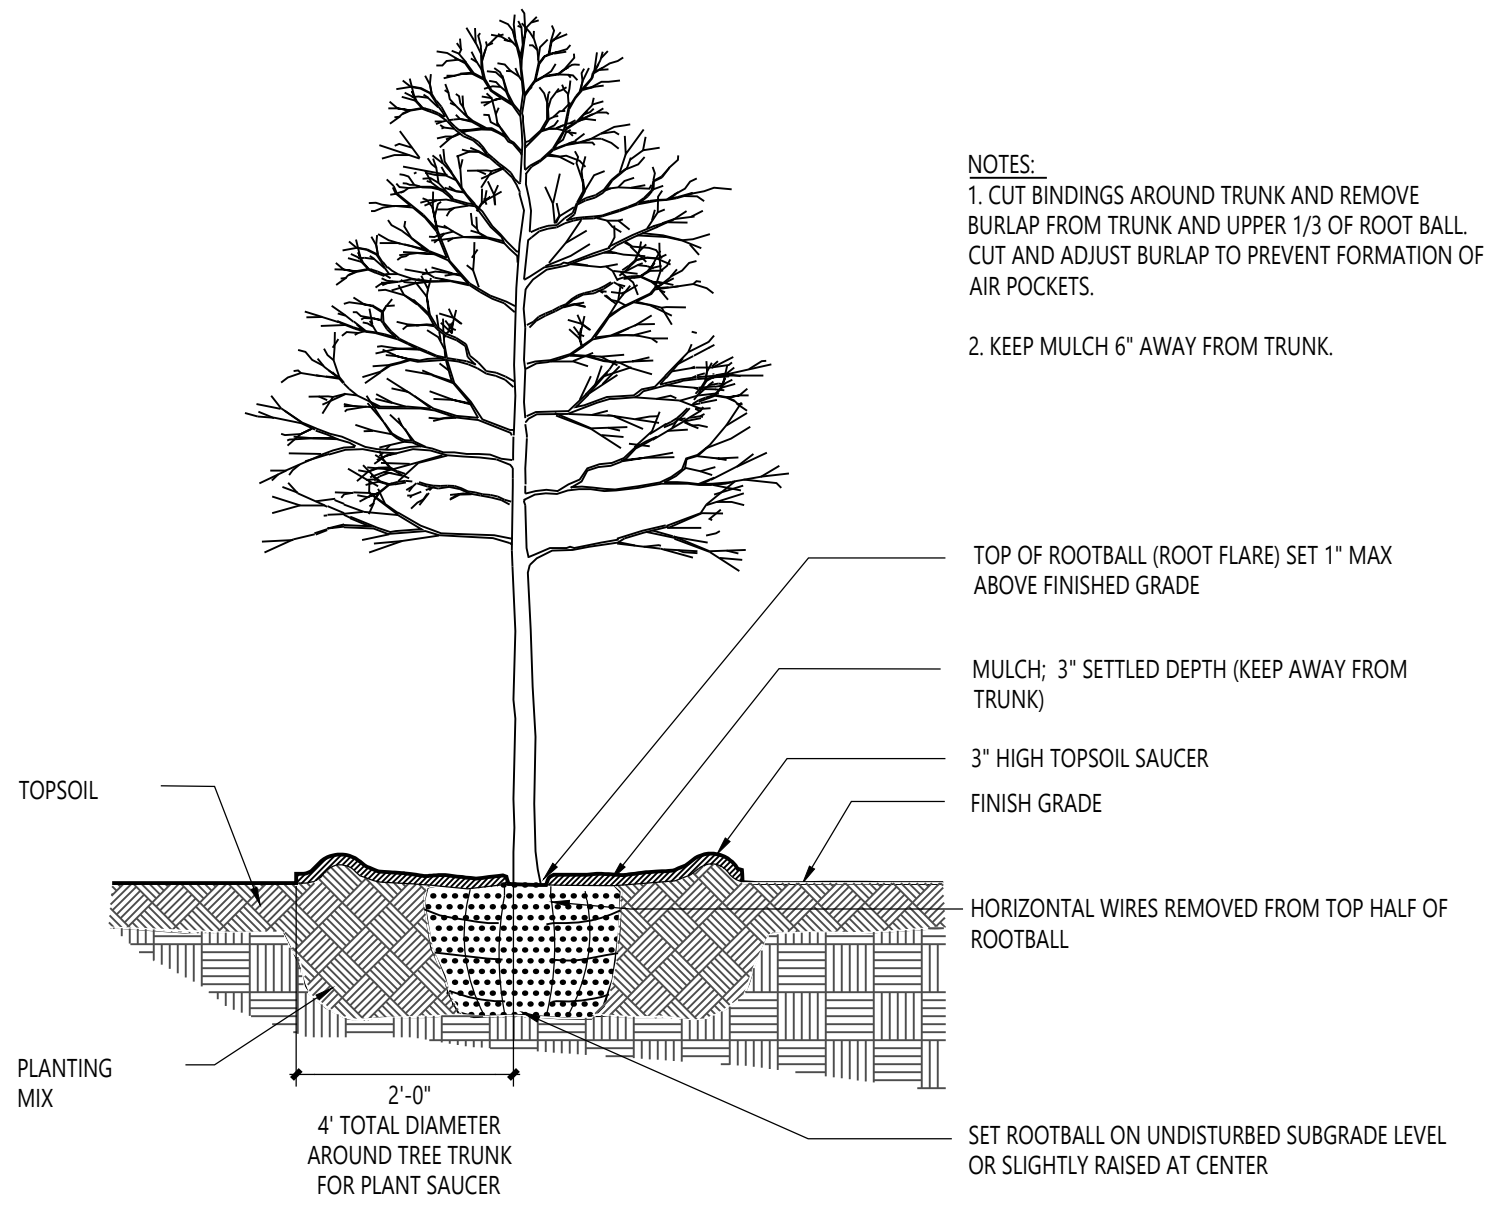 NOTES:
1. CUT BINDINGS AROUND TRUNK AND REMOVE
BURLAP FROM TRUNK AND UPPER 1/3 OF ROOT BALL.
CUT AND ADJUST BURLAP TO PREVENT FORMATION OF
AIR POCKETS.
2. KEEP MULCH 6" AWAY FROM TRUNK.
TOP OF ROOTBALL (ROOT FLARE) SET 1" MAX
ABOVE FINISHED GRADE
MULCH; 3" SETTLED DEPTH (KEEP AWAY FROM
TRUNK)
3" HIGH TOPSOIL SAUCER
FINISH GRADE
TOPSOIL
HORIZONTAL WIRES REMOVED FROM TOP HALF OF
ROOTBALL
PLANTING
MIX
2'-0"
4' TOTAL DIAMETER
AROUND TREE TRUNK
FOR PLANT SAUCER
SET ROOTBALL ON UNDISTURBED SUBGRADE LEVEL
OR SLIGHTLY RAISED AT CENTER